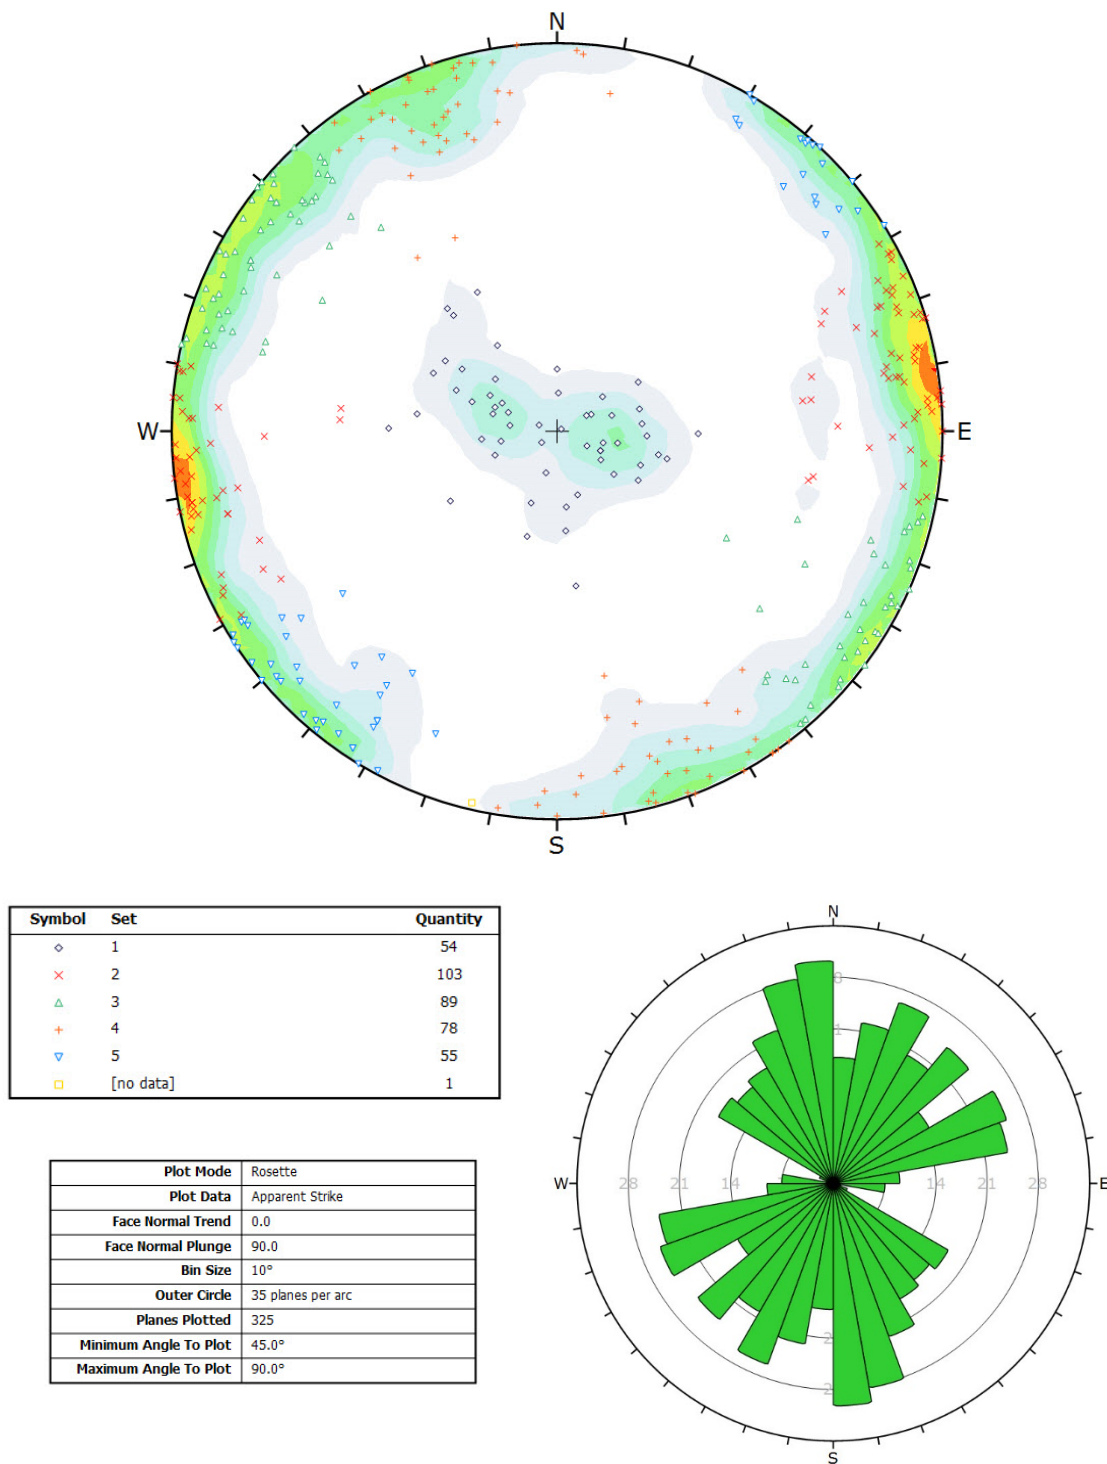 N
W
E
S
Symbol Set Quantity
1 54
2 103
3 89
4 78
5 55
[no data] 1
Plot Mode Rosette
Plot Data Apparent Strike
Face Normal Trend 0.0
Face Normal Plunge 90.0
Bin Size 10°
Outer Circle 35 planes per arc
Planes Plotted 325
Minimum Angle To Plot 45.0°
Maximum Angle To Plot 90.0°
N
W 28 21 14 14 21 28 E
S